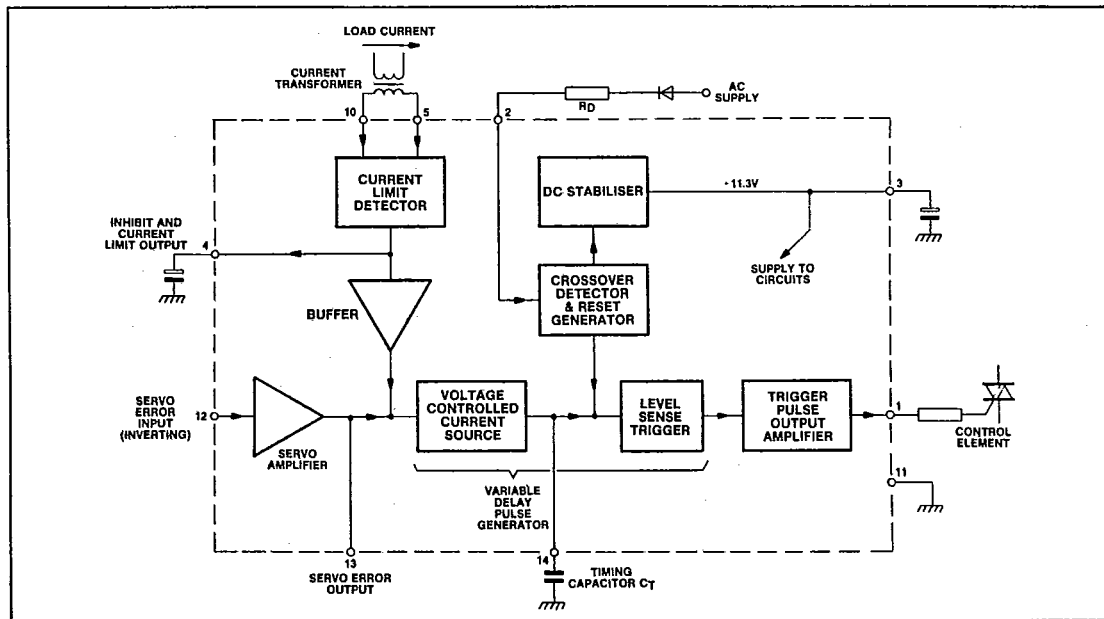 LOAD CURRENT
CURRENT
TRANSFORMER
10
5
2
RD
AC
SUPPLY
CURRENT
LIMIT
DETECTOR
DC STABILISER
+11.3V
3
INHIBIT AND
CURRENT
LIMIT OUTPUT
4
SUPPLY TO
CIRCUITS
CROSSOVER
DETECTOR
& RESET
GENERATOR
BUFFER
SERVO
ERROR
INPUT
(INVERTING)
12
SERVO
AMPLIFIER
VOLTAGE
CONTROLLED
CURRENT
SOURCE
LEVEL
SENSE
TRIGGER
TRIGGER
PULSE
OUTPUT
AMPLIFIER
1
CONTROL
ELEMENT
11
VARIABLE
DELAY
PULSE
GENERATOR
13
SERVO ERROR
OUTPUT
14
TIMING
CAPACITOR CT